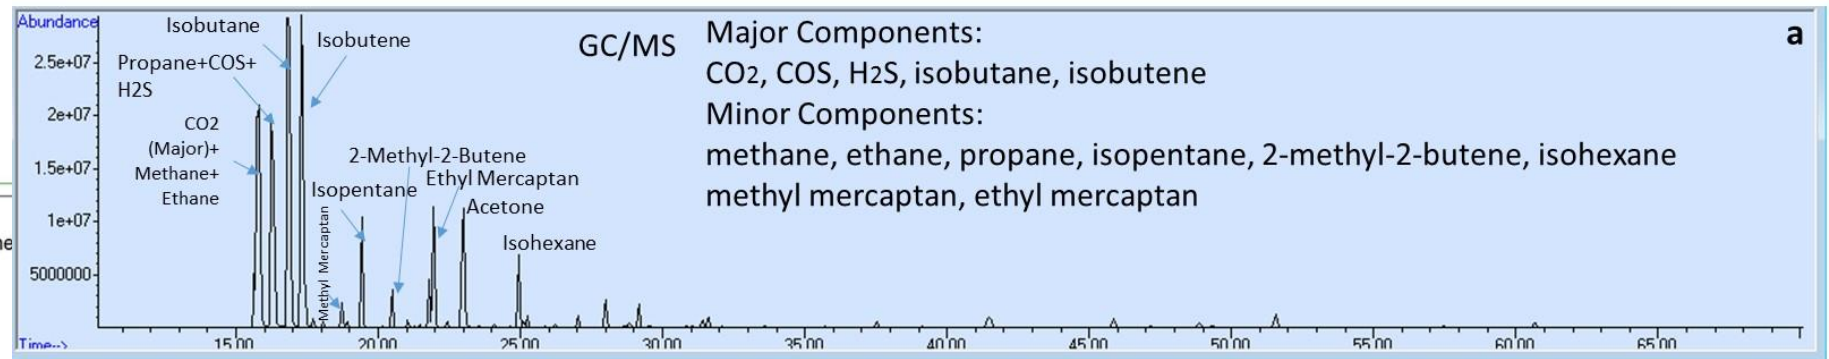 Abundance
Isobutane
Isobutene
Propane+COS+
H2S
CO2
(Major)+
Methane+
Ethane
2-Methyl-2-Butene
Ethyl Mercaptan
Isopentane
Methyl Mercaptan
Acetone
Isohexane
GC/MS
Major Components:
CO2, COS, H2S, isobutane, isobutene
Minor Components:
methane, ethane, propane, isopentane, 2-methyl-2-butene, isohexane
methyl mercaptan, ethyl mercaptan
a
2.5e+07
2e+07
1.5e+07
1e+07
5000000
Time-->
15.00 20.00 25.00 30.00 35.00 40.00 45.00 50.00 55.00 60.00 65.00